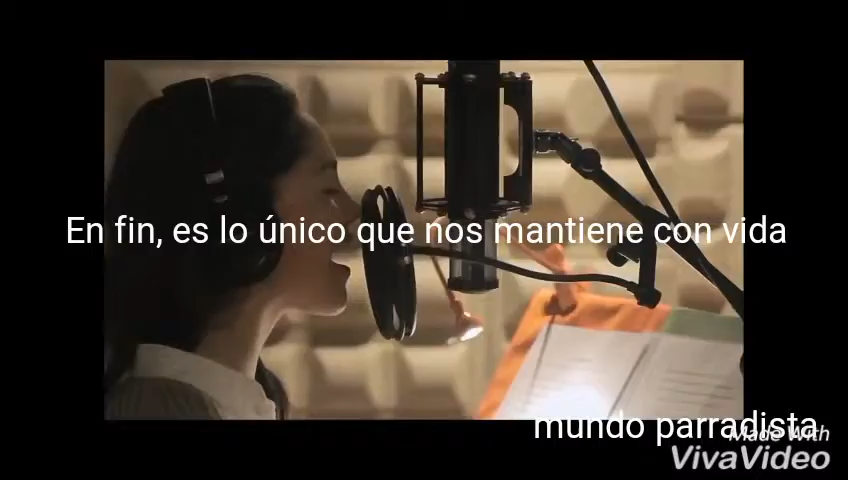 En fin, es lo único que nos mantiene con vida
mundo parradista
Made With
VivaVideo